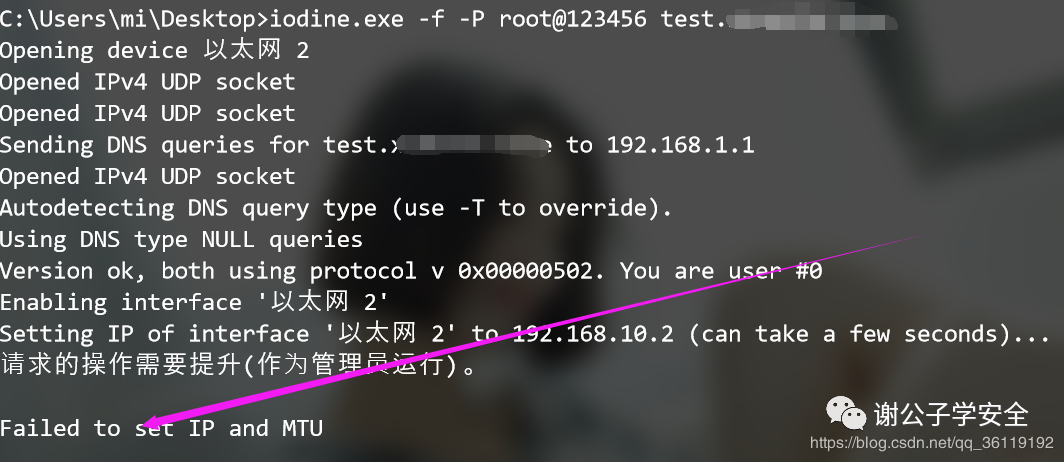 C:\Users\mi\Desktop>iodine.exe -f -P root@123456 test.
Opening device 以太网 2
Opened IPv4 UDP socket
Opened IPv4 UDP socket
Sending DNS queries for test. to 192.168.1.1
Opened IPv4 UDP socket
Autodetecting DNS query type (use -T to override).
Using DNS type NULL queries
Version ok, both using protocol v 0x00000502. You are user #0
Enabling interface '以太网 2'
Setting IP of interface '以太网 2' to 192.168.10.2 (can take a few seconds)...
请求的操作需要提升(作为管理员运行)。
Failed to set IP and MTU
谢公子学安全
https://blog.csdn.net/qq_36119192